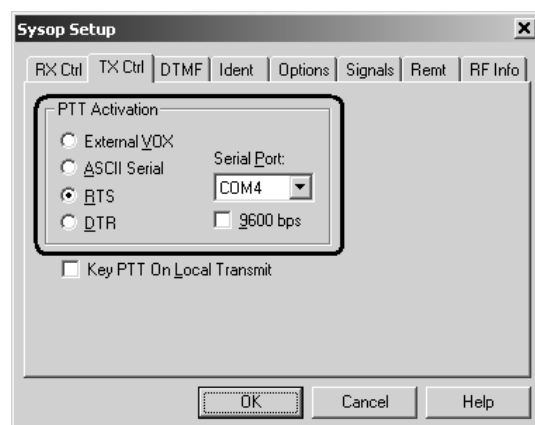 Sysop Setup
RX Ctrl TX Ctrl DTMF Ident Options Signals Remt RF Info
PTT Activation
External VOX
ASCII Serial
RTS
DTR
Serial Port:
COM4
9600 bps
Key PTT On Local Transmit
OK Cancel Help